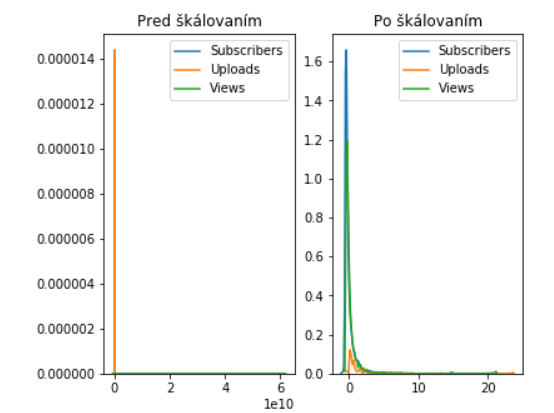 Pred škálovaním
Subscribers
Uploads
Views
0.000014
0.000012
0.000010
0.000008
0.000006
0.000004
0.000002
0.000000
0
2
4
6
1e10
Po škálovaním
Subscribers
Uploads
Views
1.6
1.4
1.2
1.0
0.8
0.6
0.4
0.2
0.0
0
10
20